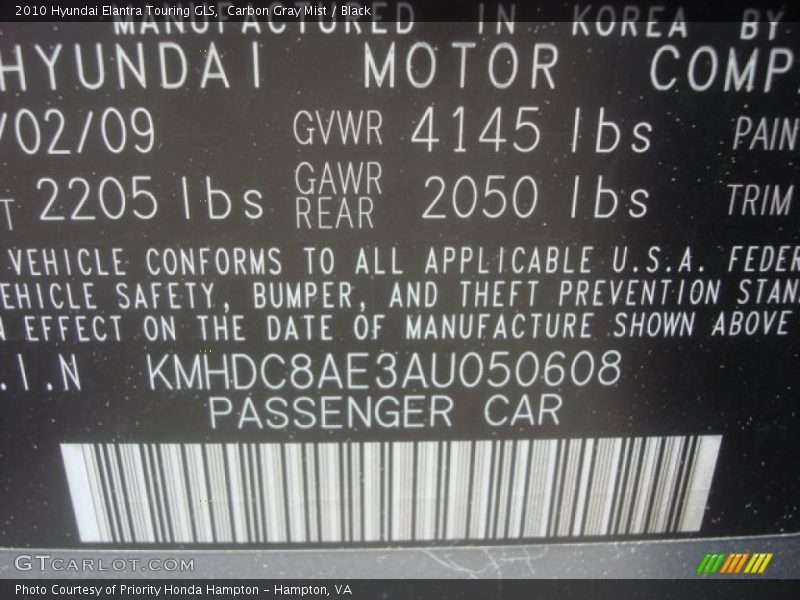 2010 Hyundai Elantra Touring GLS, Carbon Gray Mist / Black
MANUFACTURED IN KOREA BY
HYUNDAI MOTOR COMP
/02/09 GVWR 4145 lbs PAIN
T 2205 lbs GAWR REAR 2050 lbs TRIM
VEHICLE CONFORMS TO ALL APPLICABLE U.S.A. FEDER
EHICLE SAFETY, BUMPER, AND THEFT PREVENTION STAN
N EFFECT ON THE DATE OF MANUFACTURE SHOWN ABOVE
.I.N KMHDC8AE3AU050608
PASSENGER CAR
GTCARLOT.COM
Photo Courtesy of Priority Honda Hampton - Hampton, VA